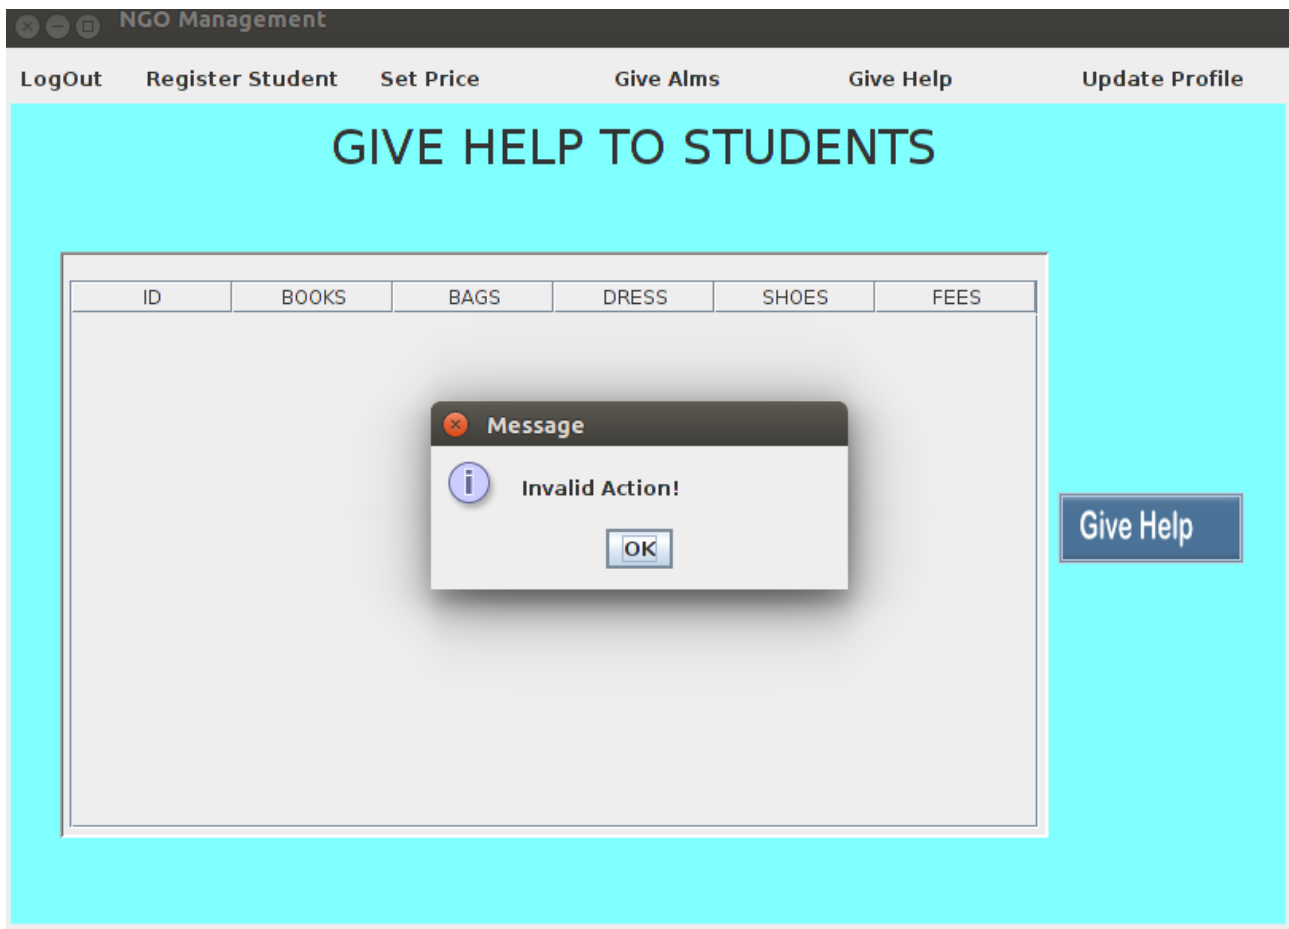 NGO Management
LogOut Register Student Set Price Give Alms Give Help Update Profile
GIVE HELP TO STUDENTS
ID BOOKS BAGS DRESS SHOES FEES
Message
Invalid Action!
OK
Give Help